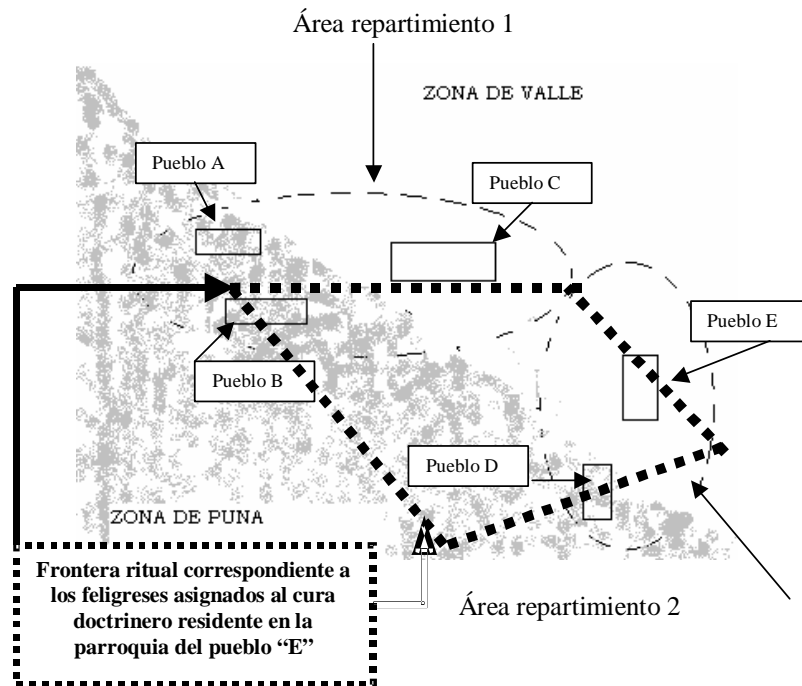 Área repartimiento 1
ZONA DE VALLE
Pueblo A
Pueblo C
Pueblo E
Pueblo B
Pueblo D
ZONA DE PUNA
Frontera ritual correspondiente a
los feligreses asignados al cura
doctrinero residente en la
parroquia del pueblo “E”
Área repartimiento 2